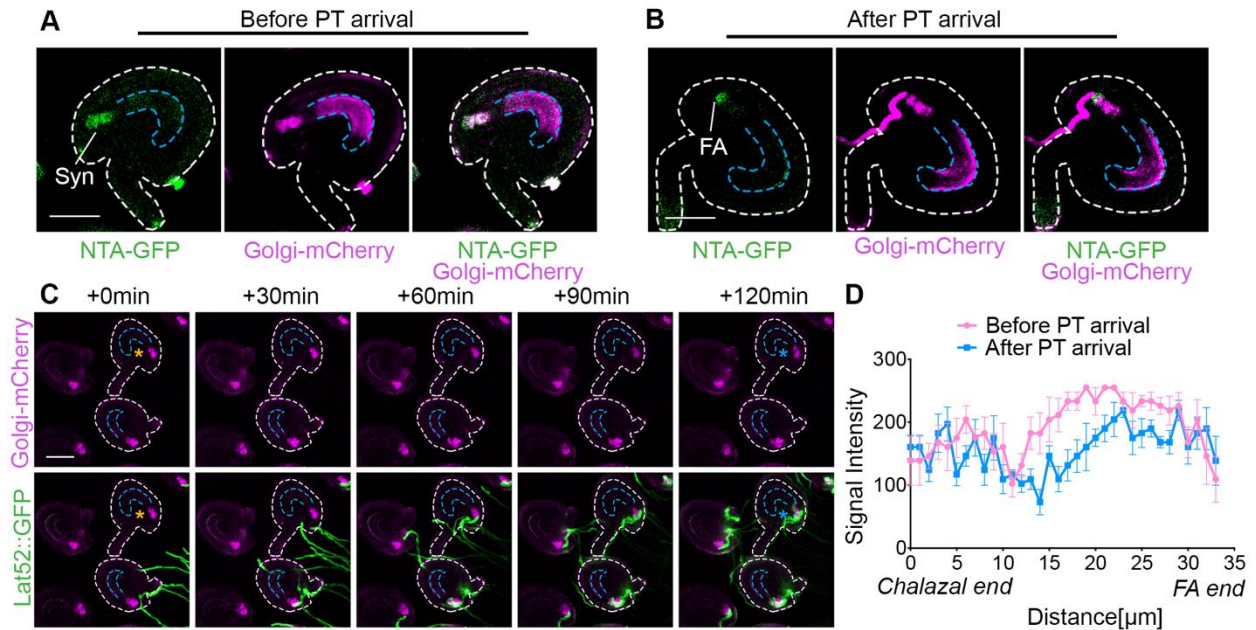 A
Before PT arrival
B
After PT arrival
Syn
FA
NTA-GFP
Golgi-mCherry
NTA-GFP
Golgi-mCherry
NTA-GFP
Golgi-mCherry
NTA-GFP
Golgi-mCherry
C
+0min
+30min
+60min
+90min
+120min
Golgi-mCherry
*
*
Lat52::GFP
*
*
D
Before PT arrival
After PT arrival
Signal Intensity
300
200
100
0
0
5
10
15
20
25
30
35
Chalazal end
FA end
Distance[µm]